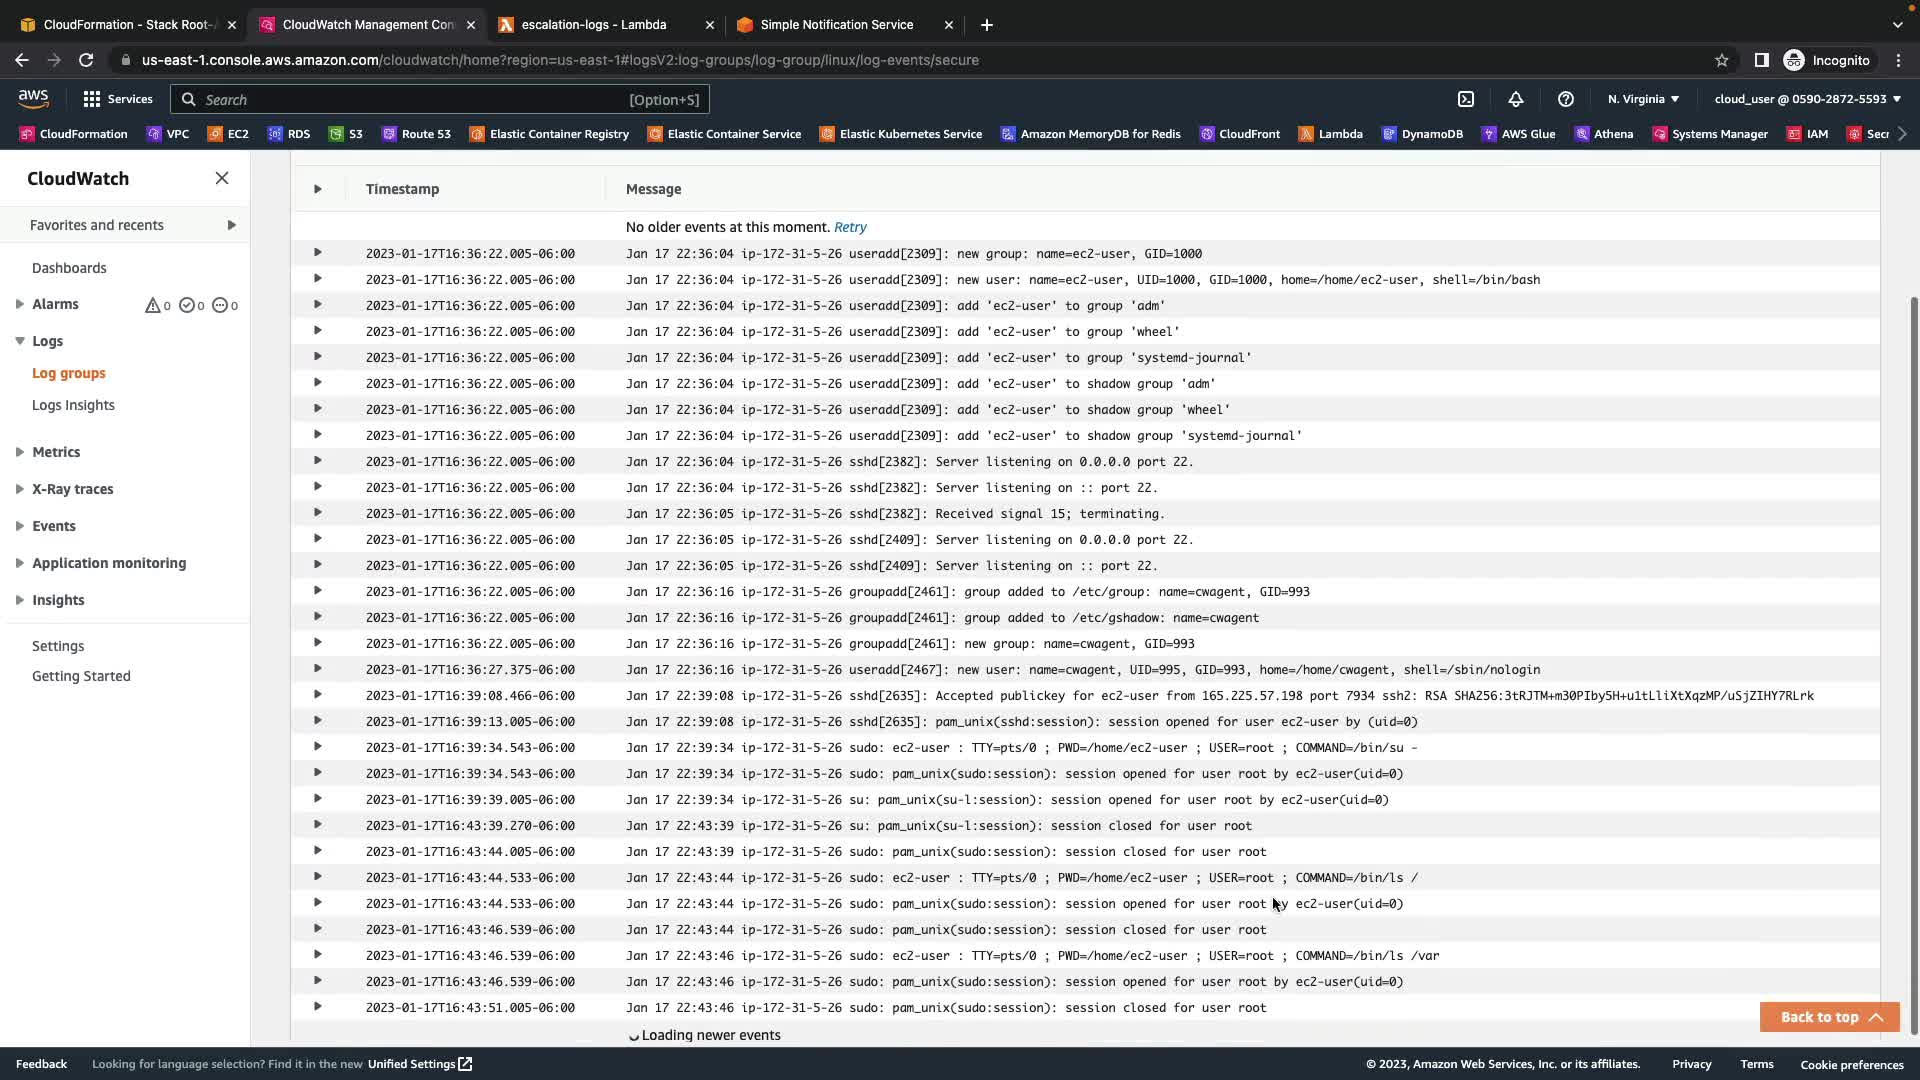 CloudFormation - Stack Root-
CloudWatch Management Con
escalation-logs - Lambda
Simple Notification Service
us-east-1.console.aws.amazon.com/cloudwatch/home?region=us-east-1#logsV2:log-groups/log-group/linux/log-events/secure
Incognito
aws
Services
Search
[Option+S]
N. Virginia
cloud_user @ 0590-2872-5593
CloudFormation
VPC
EC2
RDS
S3
Route 53
Elastic Container Registry
Elastic Container Service
Elastic Kubernetes Service
Amazon MemoryDB for Redis
CloudFront
Lambda
DynamoDB
AWS Glue
Athena
Systems Manager
IAM
Secr
CloudWatch
Favorites and recents
Dashboards
Alarms 0 0 0
Logs
Log groups
Logs Insights
Metrics
X-Ray traces
Events
Application monitoring
Insights
Settings
Getting Started
Timestamp Message
No older events at this moment. Retry
2023-01-17T16:36:22.005-06:00 Jan 17 22:36:04 ip-172-31-5-26 useradd[2309]: new group: name=ec2-user, GID=1000
2023-01-17T16:36:22.005-06:00 Jan 17 22:36:04 ip-172-31-5-26 useradd[2309]: new user: name=ec2-user, UID=1000, GID=1000, home=/home/ec2-user, shell=/bin/bash
2023-01-17T16:36:22.005-06:00 Jan 17 22:36:04 ip-172-31-5-26 useradd[2309]: add 'ec2-user' to group 'adm'
2023-01-17T16:36:22.005-06:00 Jan 17 22:36:04 ip-172-31-5-26 useradd[2309]: add 'ec2-user' to group 'wheel'
2023-01-17T16:36:22.005-06:00 Jan 17 22:36:04 ip-172-31-5-26 useradd[2309]: add 'ec2-user' to group 'systemd-journal'
2023-01-17T16:36:22.005-06:00 Jan 17 22:36:04 ip-172-31-5-26 useradd[2309]: add 'ec2-user' to shadow group 'adm'
2023-01-17T16:36:22.005-06:00 Jan 17 22:36:04 ip-172-31-5-26 useradd[2309]: add 'ec2-user' to shadow group 'wheel'
2023-01-17T16:36:22.005-06:00 Jan 17 22:36:04 ip-172-31-5-26 useradd[2309]: add 'ec2-user' to shadow group 'systemd-journal'
2023-01-17T16:36:22.005-06:00 Jan 17 22:36:04 ip-172-31-5-26 sshd[2382]: Server listening on 0.0.0.0 port 22.
2023-01-17T16:36:22.005-06:00 Jan 17 22:36:04 ip-172-31-5-26 sshd[2382]: Server listening on :: port 22.
2023-01-17T16:36:22.005-06:00 Jan 17 22:36:05 ip-172-31-5-26 sshd[2382]: Received signal 15; terminating.
2023-01-17T16:36:22.005-06:00 Jan 17 22:36:05 ip-172-31-5-26 sshd[2409]: Server listening on 0.0.0.0 port 22.
2023-01-17T16:36:22.005-06:00 Jan 17 22:36:05 ip-172-31-5-26 sshd[2409]: Server listening on :: port 22.
2023-01-17T16:36:22.005-06:00 Jan 17 22:36:16 ip-172-31-5-26 groupadd[2461]: group added to /etc/group: name=cwagent, GID=993
2023-01-17T16:36:22.005-06:00 Jan 17 22:36:16 ip-172-31-5-26 groupadd[2461]: group added to /etc/gshadow: name=cwagent
2023-01-17T16:36:22.005-06:00 Jan 17 22:36:16 ip-172-31-5-26 groupadd[2461]: new group: name=cwagent, GID=993
2023-01-17T16:36:27.375-06:00 Jan 17 22:36:16 ip-172-31-5-26 useradd[2467]: new user: name=cwagent, UID=995, GID=993, home=/home/cwagent, shell=/sbin/nologin
2023-01-17T16:39:08.466-06:00 Jan 17 22:39:08 ip-172-31-5-26 sshd[2635]: Accepted publickey for ec2-user from 165.225.57.198 port 7934 ssh2: RSA SHA256:3tRJTM+m30PIby5H+u1tLliXtXqzMP/uSjZIHY7RLrk
2023-01-17T16:39:13.005-06:00 Jan 17 22:39:08 ip-172-31-5-26 sshd[2635]: pam_unix(sshd:session): session opened for user ec2-user by (uid=0)
2023-01-17T16:39:34.543-06:00 Jan 17 22:39:34 ip-172-31-5-26 sudo: ec2-user : TTY=pts/0 ; PWD=/home/ec2-user ; USER=root ; COMMAND=/bin/su -
2023-01-17T16:39:34.543-06:00 Jan 17 22:39:34 ip-172-31-5-26 sudo: pam_unix(sudo:session): session opened for user root by ec2-user(uid=0)
2023-01-17T16:39:39.005-06:00 Jan 17 22:39:34 ip-172-31-5-26 su: pam_unix(su-l:session): session opened for user root by ec2-user(uid=0)
2023-01-17T16:43:39.270-06:00 Jan 17 22:43:39 ip-172-31-5-26 su: pam_unix(su-l:session): session closed for user root
2023-01-17T16:43:44.005-06:00 Jan 17 22:43:39 ip-172-31-5-26 sudo: pam_unix(sudo:session): session closed for user root
2023-01-17T16:43:44.533-06:00 Jan 17 22:43:44 ip-172-31-5-26 sudo: ec2-user : TTY=pts/0 ; PWD=/home/ec2-user ; USER=root ; COMMAND=/bin/ls /
2023-01-17T16:43:44.533-06:00 Jan 17 22:43:44 ip-172-31-5-26 sudo: pam_unix(sudo:session): session opened for user root by ec2-user(uid=0)
2023-01-17T16:43:46.539-06:00 Jan 17 22:43:44 ip-172-31-5-26 sudo: pam_unix(sudo:session): session closed for user root
2023-01-17T16:43:46.539-06:00 Jan 17 22:43:46 ip-172-31-5-26 sudo: ec2-user : TTY=pts/0 ; PWD=/home/ec2-user ; USER=root ; COMMAND=/bin/ls /var
2023-01-17T16:43:46.539-06:00 Jan 17 22:43:46 ip-172-31-5-26 sudo: pam_unix(sudo:session): session opened for user root by ec2-user(uid=0)
2023-01-17T16:43:51.005-06:00 Jan 17 22:43:46 ip-172-31-5-26 sudo: pam_unix(sudo:session): session closed for user root
Loading newer events
Back to top
Feedback
Looking for language selection? Find it in the new Unified Settings
© 2023, Amazon Web Services, Inc. or its affiliates.
Privacy
Terms
Cookie preferences